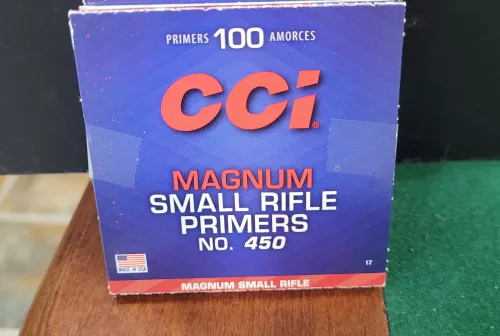 PRIMERS 100 AMORCES
CCi
MAGNUM
SMALL RIFLE
PRIMERS
NO. 450
MADE IN USA
17
MAGNUM SMALL RIFLE